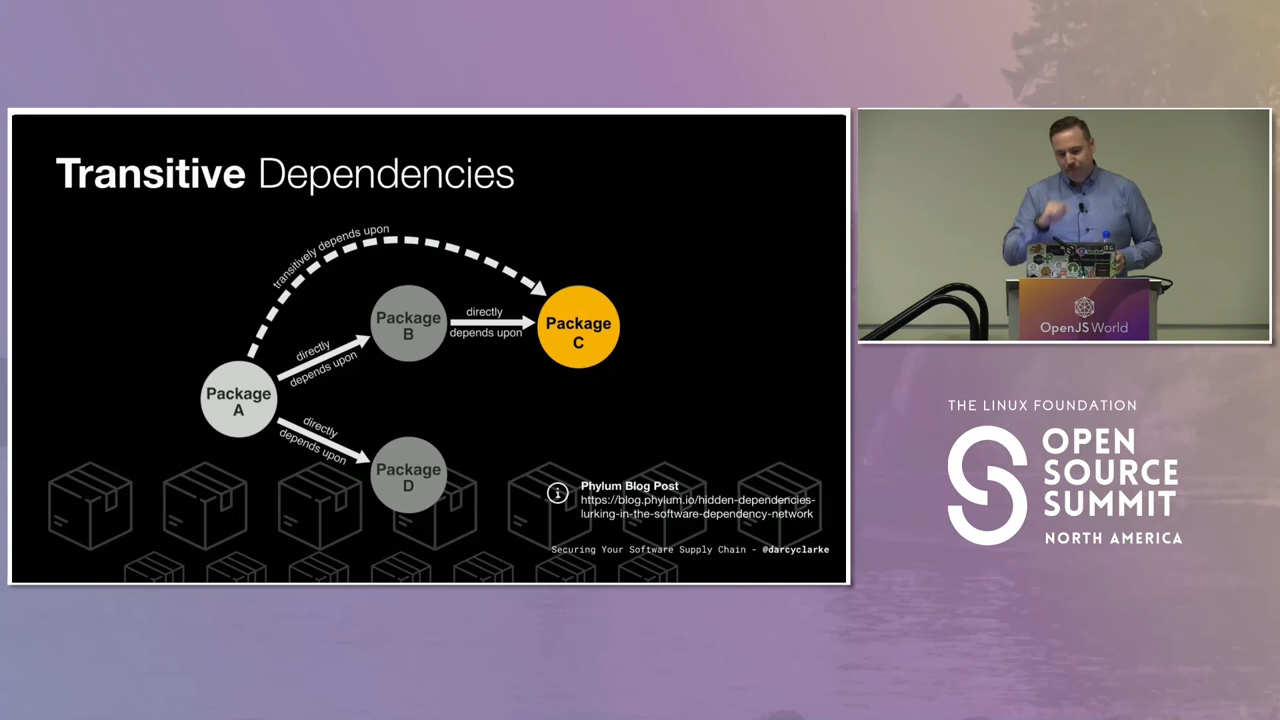 Transitive Dependencies
transitively depends upon
Package
A
directly
depends upon
Package
B
directly
depends upon
Package
C
directly
depends upon
Package
D
Phylum Blog Post
https://blog.phylum.io/hidden-dependencies-
lurking-in-the-software-dependency-network
Securing Your Software Supply Chain - @darcyclarke
OpenJS World
THE LINUX FOUNDATION
OPEN
SOURCE
SUMMIT
NORTH AMERICA